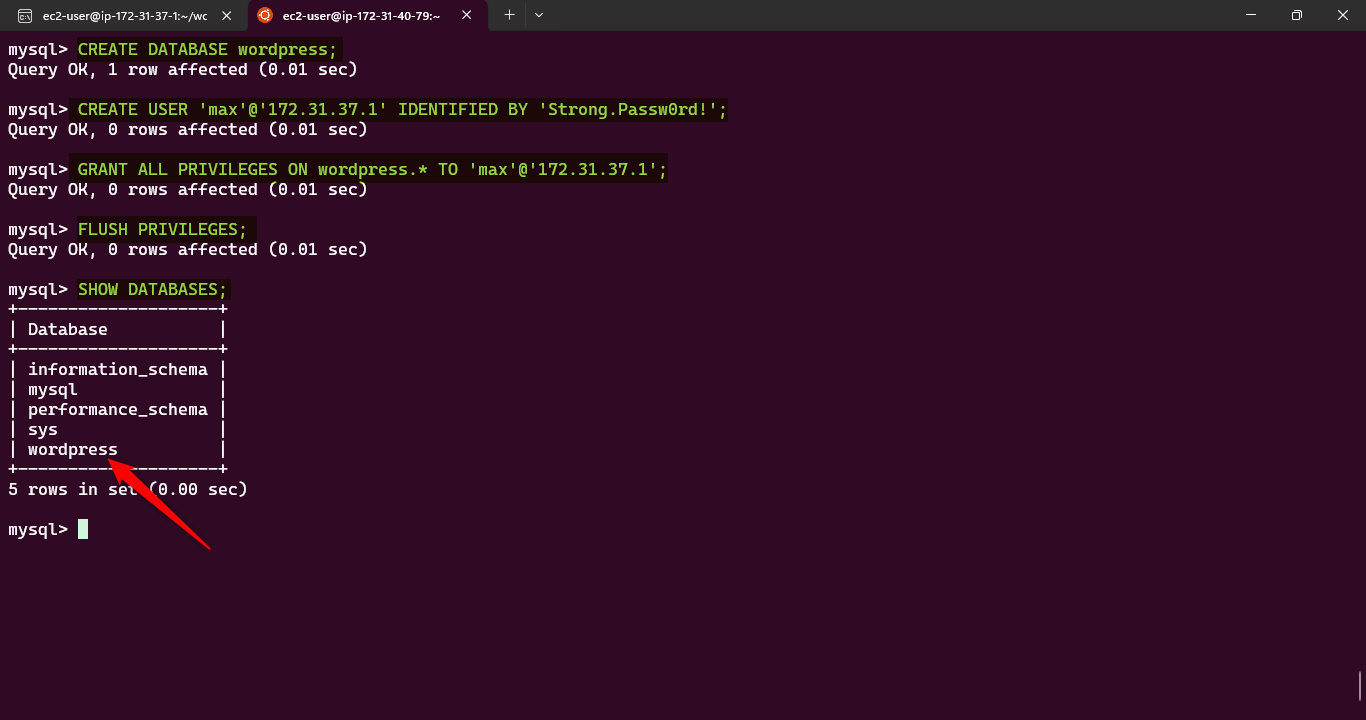 ec2-user@ip-172-31-37-1:~/wc
ec2-user@ip-172-31-40-79:~
mysql> CREATE DATABASE wordpress;
Query OK, 1 row affected (0.01 sec)
mysql> CREATE USER 'max'@'172.31.37.1' IDENTIFIED BY 'Strong.Passw0rd!';
Query OK, 0 rows affected (0.01 sec)
mysql> GRANT ALL PRIVILEGES ON wordpress.* TO 'max'@'172.31.37.1';
Query OK, 0 rows affected (0.01 sec)
mysql> FLUSH PRIVILEGES;
Query OK, 0 rows affected (0.01 sec)
mysql> SHOW DATABASES;
+--------------------+
| Database           |
+--------------------+
| information_schema |
| mysql              |
| performance_schema |
| sys                |
| wordpress          |
+--------------------+
5 rows in set (0.00 sec)
mysql>